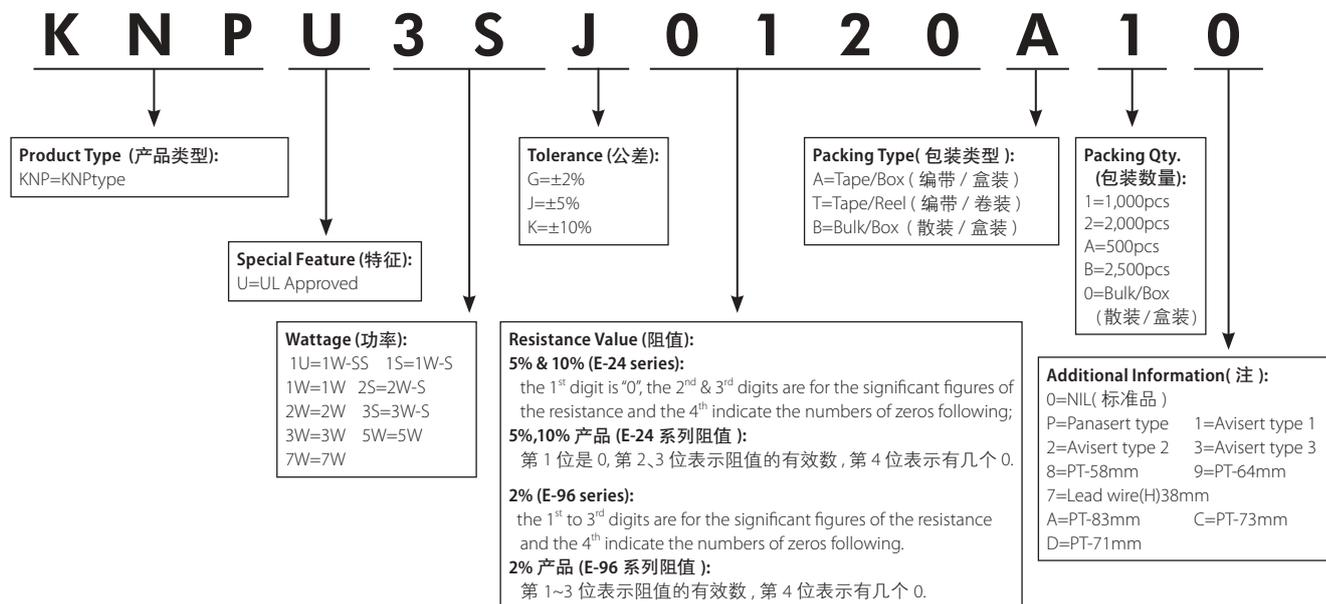 K N P U 3 S J 0 1 2 0 A 1 0
Product Type (产品类型):
KNP=KNPtype
Special Feature (特征):
U=UL Approved
Wattage (功率):
1U=1W-SS 1S=1W-S
1W=1W 2S=2W-S
2W=2W 3S=3W-S
3W=3W 5W=5W
7W=7W
Tolerance (公差):
G=±2%
J=±5%
K=±10%
Resistance Value (阻值):
5% & 10% (E-24 series):
the 1st digit is "0", the 2nd & 3rd digits are for the significant figures of
the resistance and the 4th indicate the numbers of zeros following;
5%,10% 产品 (E-24 系列阻值 ):
第 1 位是 0, 第 2、3 位表示阻值的有效数 , 第 4 位表示有几个 0.
2% (E-96 series):
the 1st to 3rd digits are for the significant figures of the resistance
and the 4th indicate the numbers of zeros following.
2% 产品 (E-96 系列阻值 ):
第 1~3 位表示阻值的有效数 , 第 4 位表示有几个 0.
Packing Type( 包装类型 ):
A=Tape/Box ( 编带 / 盒装 )
T=Tape/Reel ( 编带 / 卷装 )
B=Bulk/Box ( 散装 / 盒装 )
Packing Qty.
(包装数量):
1=1,000pcs
2=2,000pcs
A=500pcs
B=2,500pcs
0=Bulk/Box
(散装 / 盒装)
Additional Information( 注 ):
0=NIL( 标准品 )
P=Panasert type 1=Avisert type 1
2=Avisert type 2 3=Avisert type 3
8=PT-58mm 9=PT-64mm
7=Lead wire(H)38mm
A=PT-83mm C=PT-73mm
D=PT-71mm